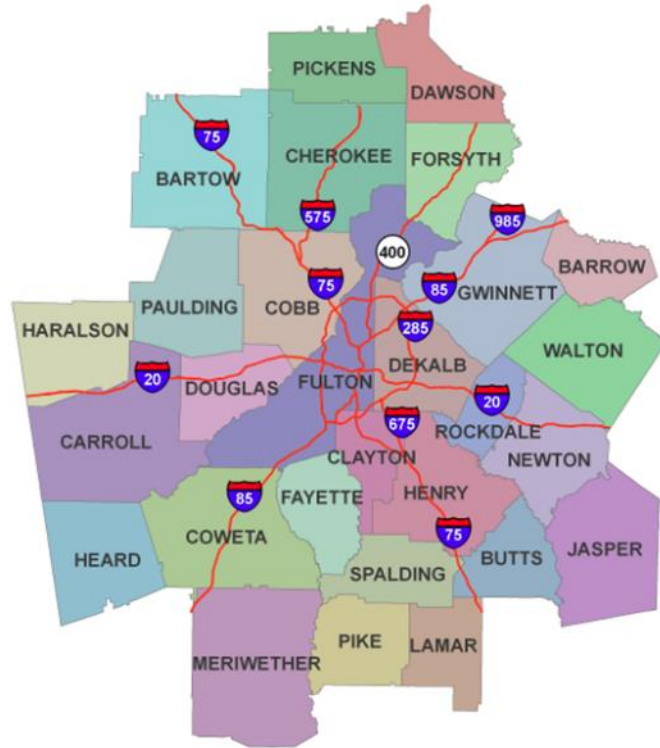 PICKENS
DAWSON
75
CHEROKEE
FORSYTH
BARTOW
575
985
400
BARROW
75
85
GWINNETT
PAULDING
COBB
HARALSON
285
WALTON
DEKALB
20
DOUGLAS
FULTON
20
675
ROCKDALE
CARROLL
CLAYTON
NEWTON
85
FAYETTE
HENRY
COWETA
75
JASPER
HEARD
BUTTS
SPALDING
PIKE
LAMAR
MERIWETHER